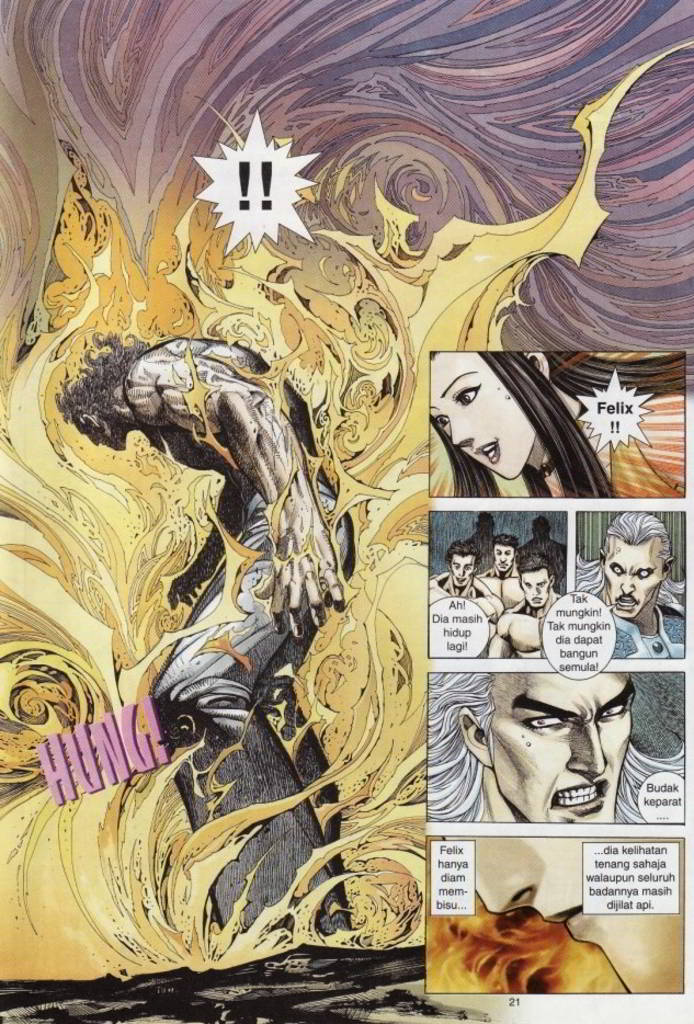 !!
HUNG!
Felix
!!
Ah!
Dia masih
hidup
lagi!
Tak
mungkin!
Tak mungkin
dia dapat
bangun
semula!
Budak
keparat
....
Felix
hanya
diam
mem-
bisu...
...dia kelihatan
tenang sahaja
walaupun seluruh
badannya masih
dijilat api.
21